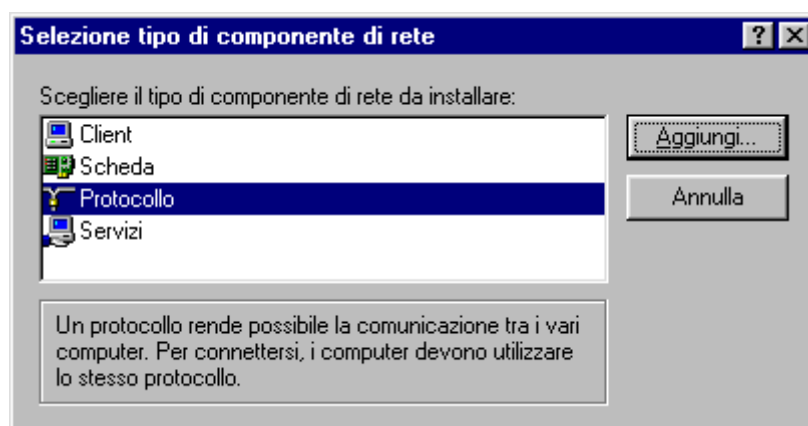 Selezione tipo di componente di rete
Scegliere il tipo di componente di rete da installare:
Client
Scheda
Protocollo
Servizi
Aggiungi...
Annulla
Un protocollo rende possibile la comunicazione tra i vari
computer. Per connettersi, i computer devono utilizzare
lo stesso protocollo.